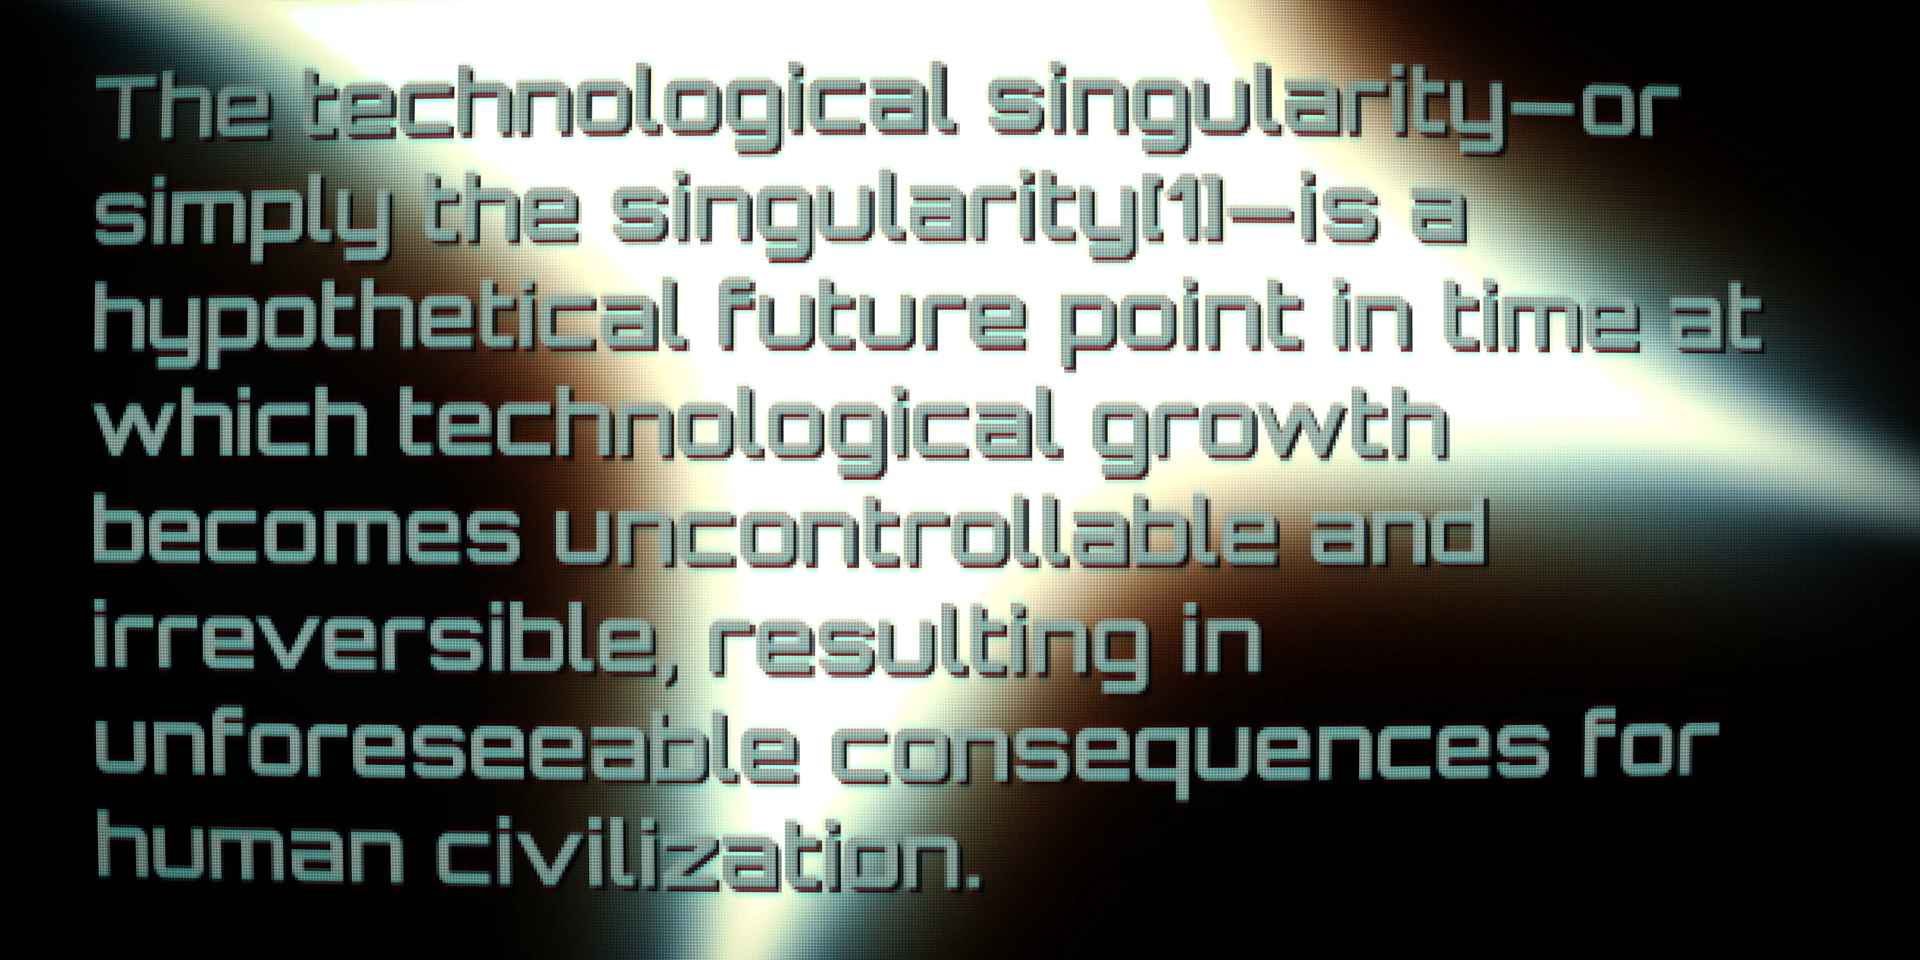 The technological singularity—or
simply the singularity[1]—is a
hypothetical future point in time at
which technological growth
becomes uncontrollable and
irreversible, resulting in
unforeseeable consequences for
human civilization.